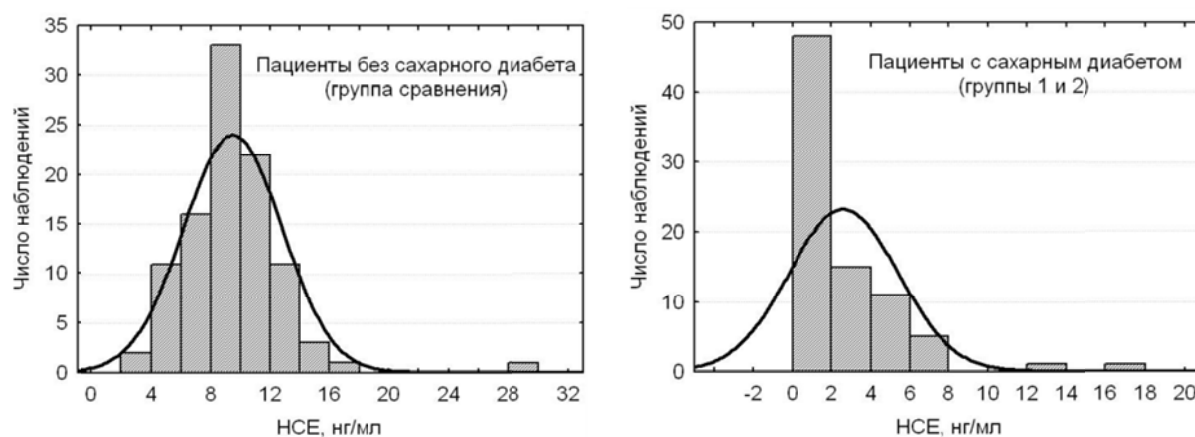 35
30
25
20
15
10
5
0
Число наблюдений
Пациенты без сахарного диабета
(группа сравнения)
0 4 8 12 16 20 24 28 32
НСЕ, нг/мл
50
40
30
20
10
0
Число наблюдений
Пациенты с сахарным диабетом
(группы 1 и 2)
-2 0 2 4 6 8 10 12 14 16 18 20
НСЕ, нг/мл